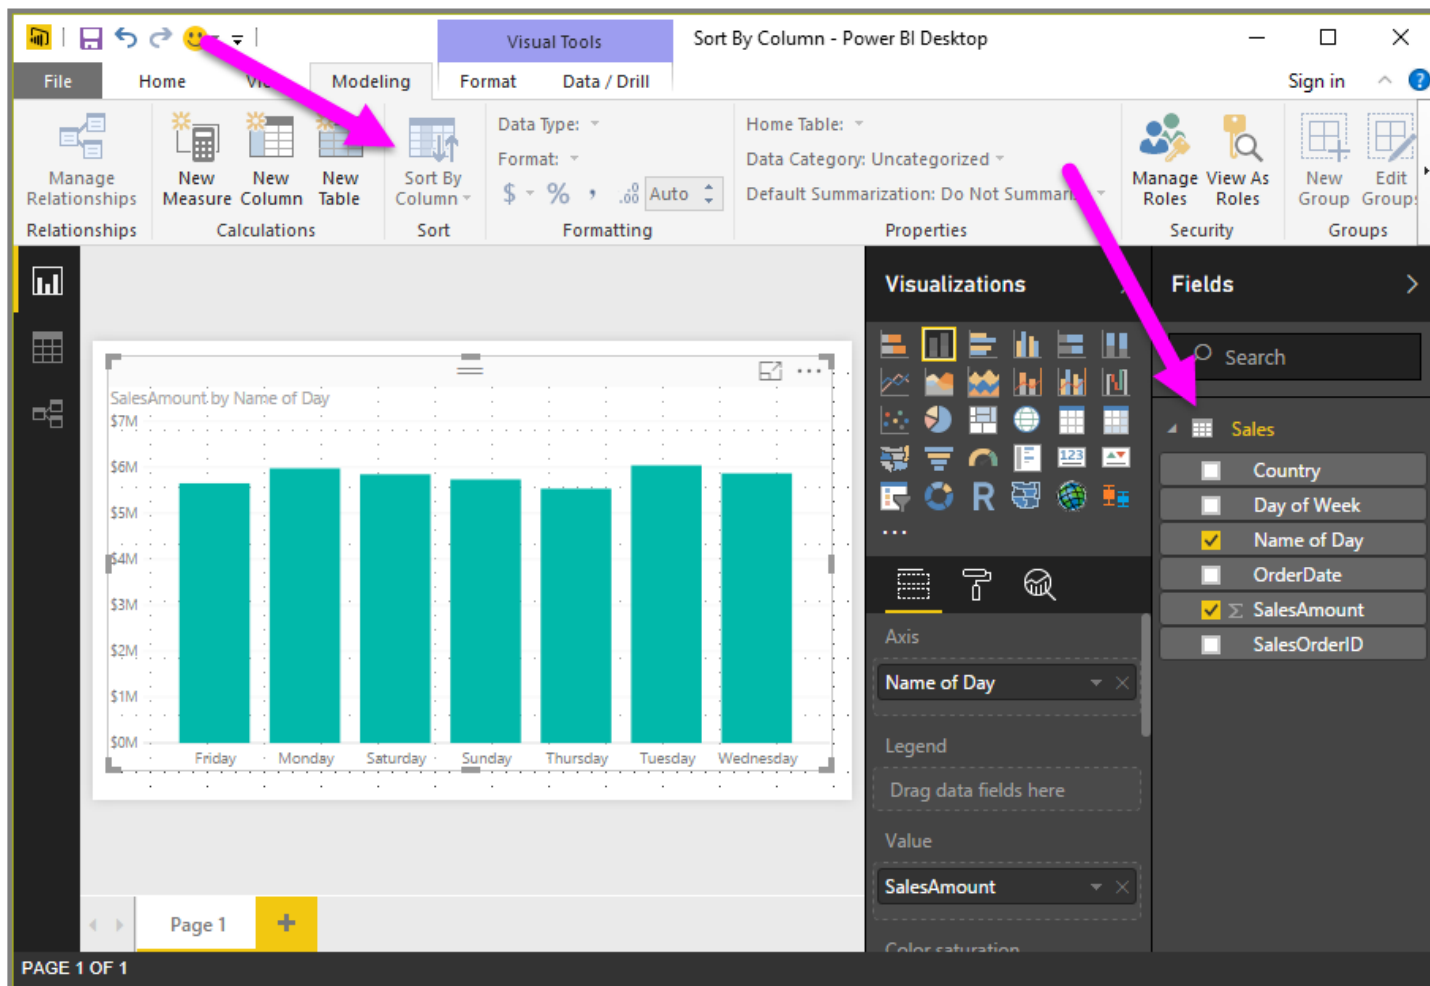 Visual Tools
Sort By Column - Power BI Desktop
File Home Modeling Format Data / Drill Sign in
Manage Relationships
New Measure
New Column
New Table
Sort By Column
Data Type:
Format:
$ % , .00 Auto
Home Table:
Data Category: Uncategorized
Default Summarization: Do Not
Manage Roles
View As Roles
New Group
Edit
Relationships Calculations Sort Formatting Properties Security Groups
Visualizations
Fields
Search
SalesAmount by Name of Day
$7M
$6M
$5M
$4M
$3M
$2M
$1M
$0M
Friday Monday Saturday Sunday Thursday Tuesday Wednesday
123
R
Axis
Name of Day
Legend
Drag data fields here
Value
SalesAmount
Color saturation
Sales
Country
Day of Week
Name of Day
OrderDate
Σ SalesAmount
SalesOrderID
Page 1 +
PAGE 1 OF 1